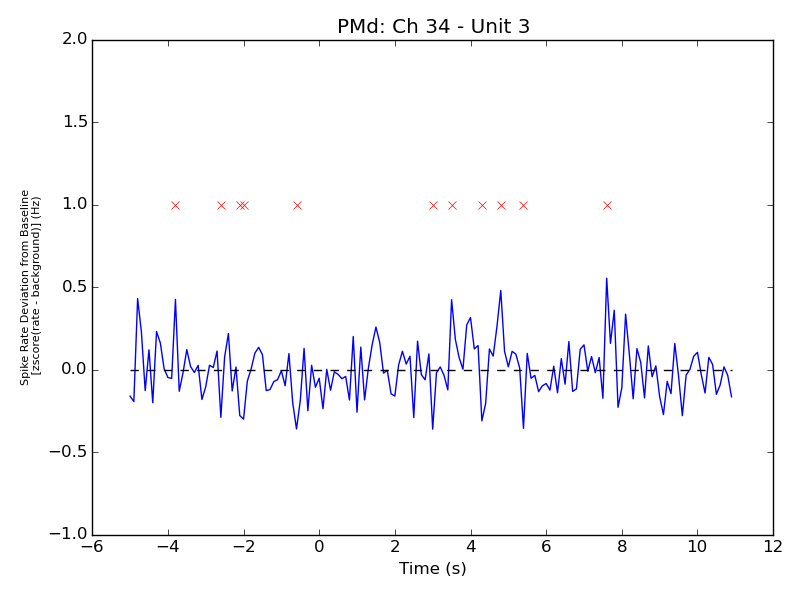 PMd: Ch 34 - Unit 3
2.0
1.5
1.0
0.5
0.0
−0.5
−1.0
Spike Rate Deviation from Baseline
[zscore(rate - background)] (Hz)
−6 −4 −2 0 2 4 6 8 10 12
Time (s)